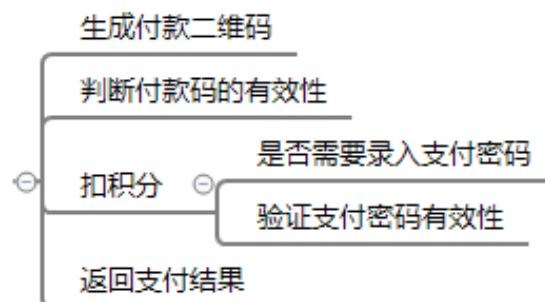 生成付款二维码
判断付款码的有效性
扣积分
是否需要录入支付密码
验证支付密码有效性
返回支付结果